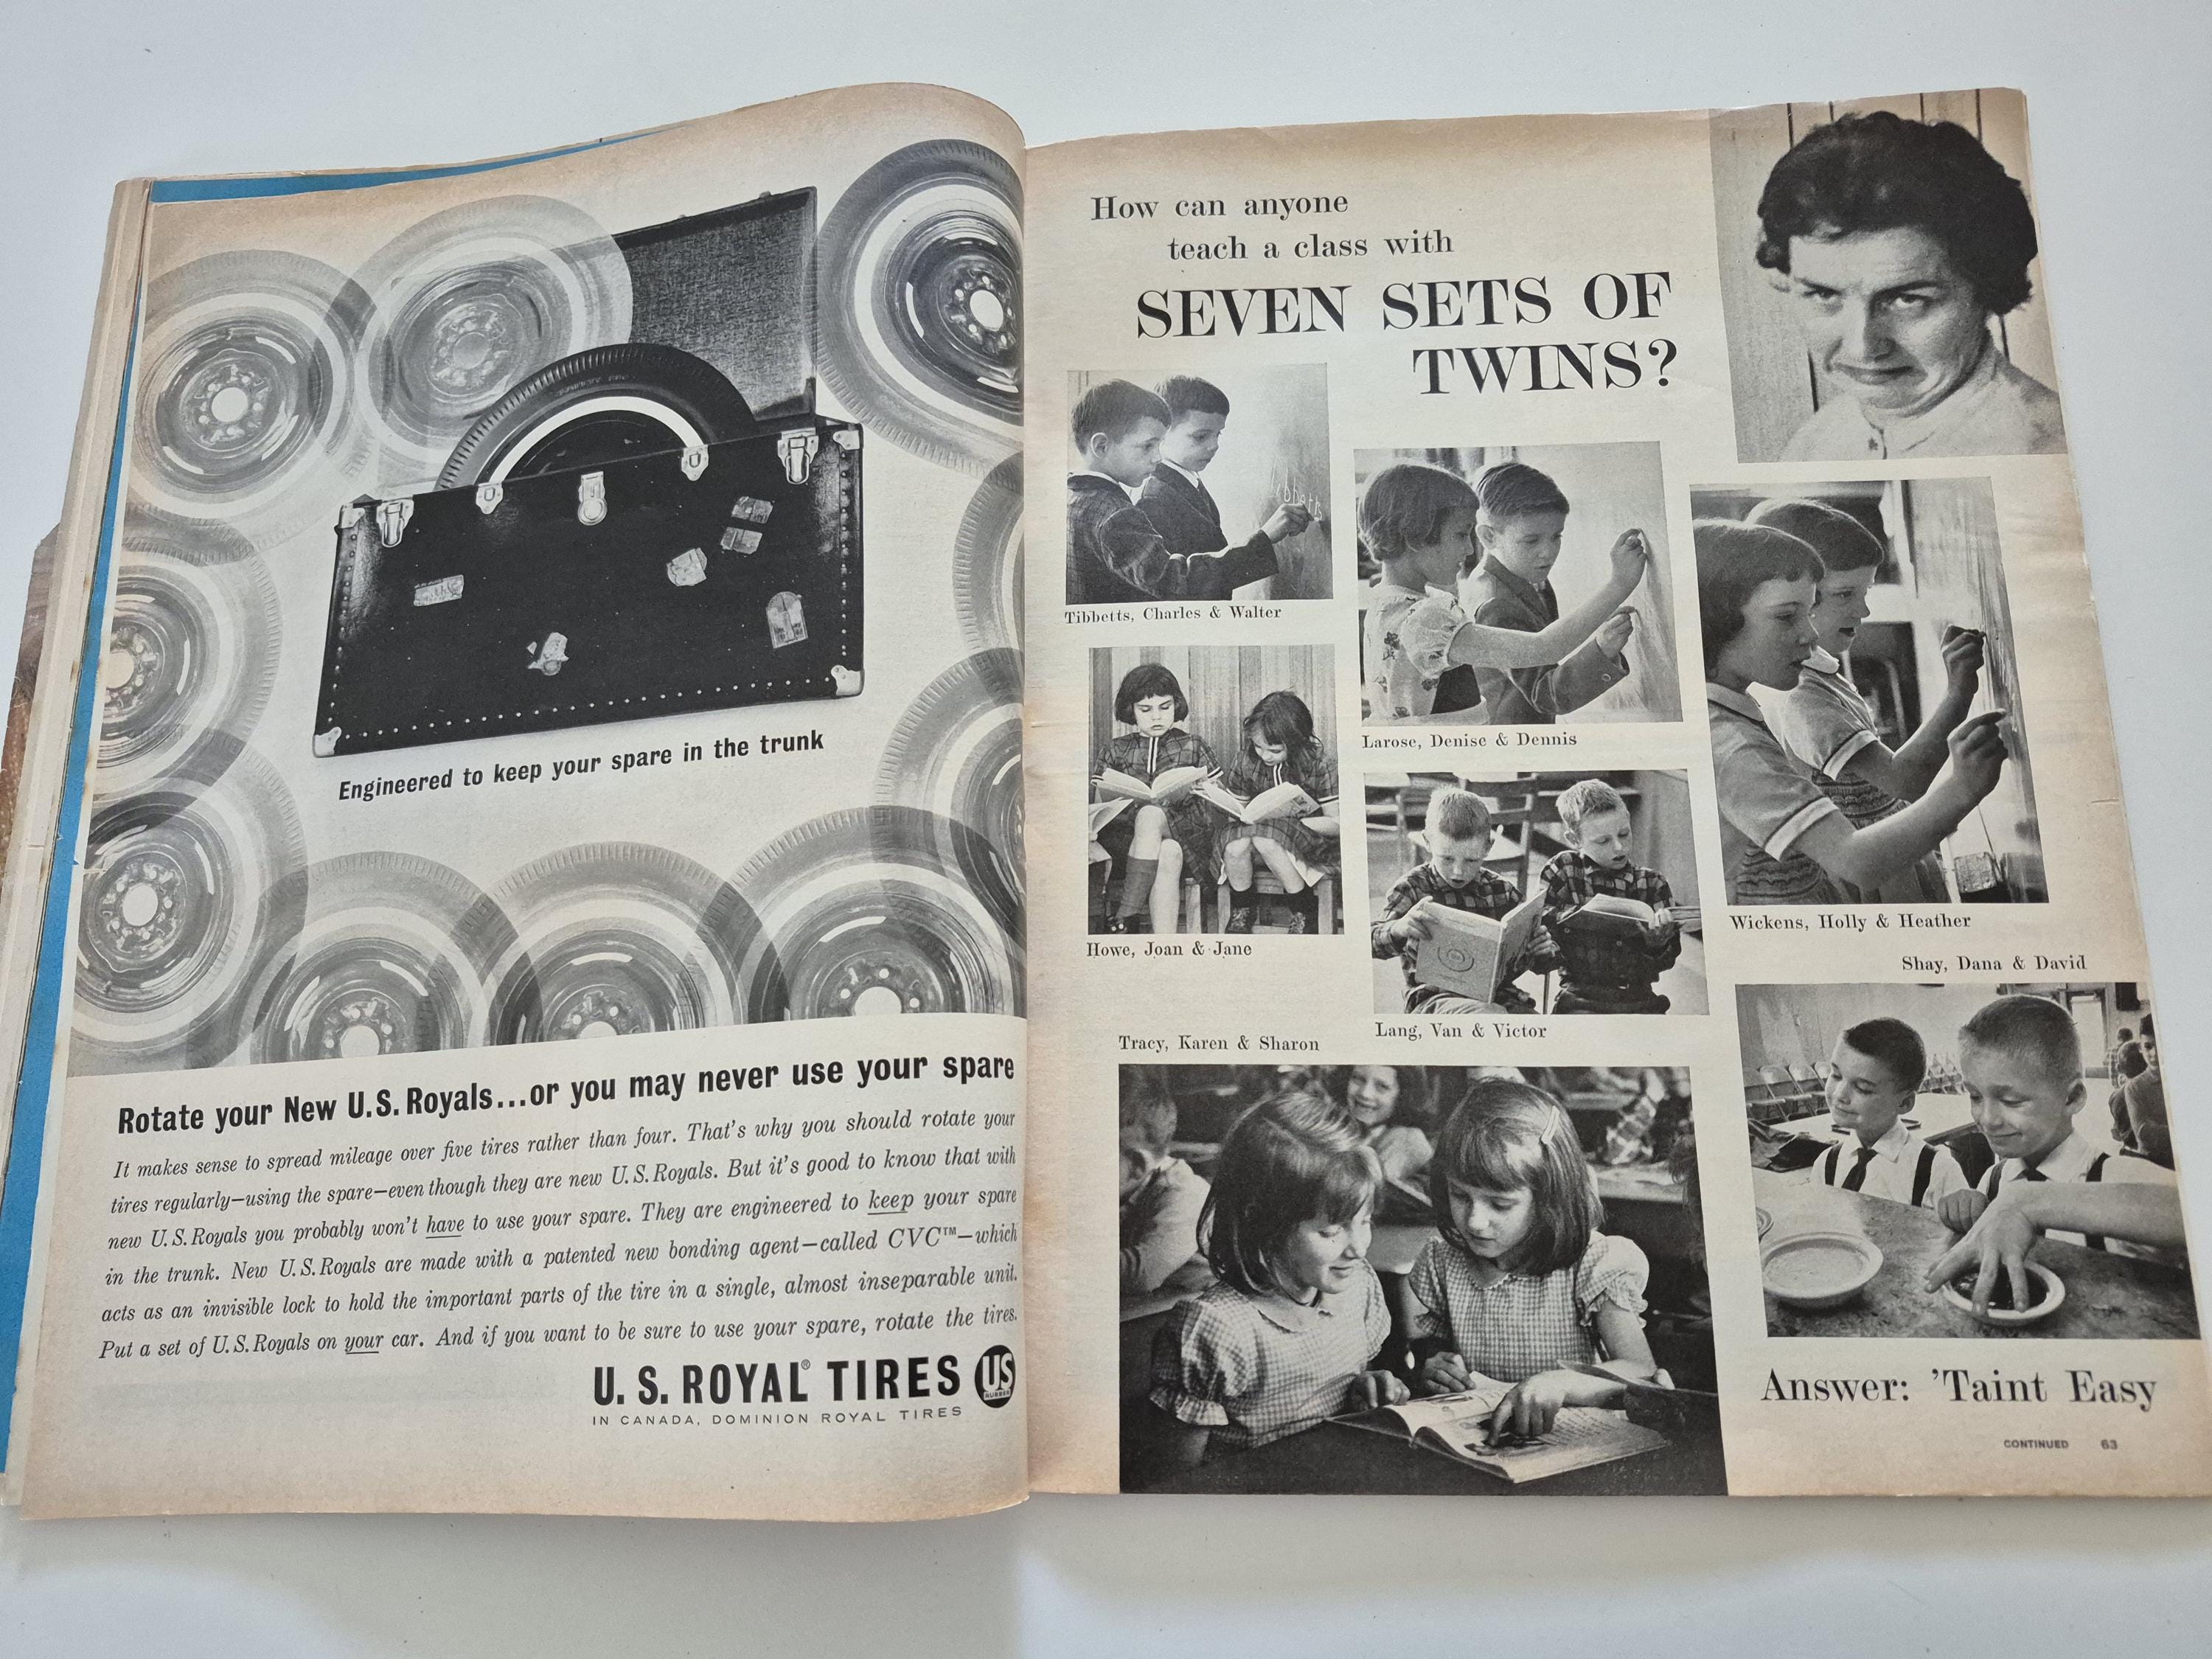 Engineered to keep your spare in the trunk
Rotate your New U.S. Royals...or you may never use your spare
It makes sense to spread mileage over five tires rather than four. That's why you should rotate your
tires regularly—using the spare—even though they are new U.S. Royals. But it's good to know that with
new U.S. Royals you probably won't have to use your spare. They are engineered to keep your spare
in the trunk. New U.S. Royals are made with a patented new bonding agent—called CVC™—which
acts as an invisible lock to hold the important parts of the tire in a single, almost inseparable unit.
Put a set of U.S. Royals on your car. And if you want to be sure to use your spare, rotate the tires.
U.S. ROYAL® TIRES
US
RUBBER
IN CANADA, DOMINION ROYAL TIRES
How can anyone
teach a class with
SEVEN SETS OF
TWINS?
Tibbetts, Charles & Walter
Larose, Denise & Dennis
Wickens, Holly & Heather
Howe, Joan & Jane
Lang, Van & Victor
Shay, Dana & David
Tracy, Karen & Sharon
Answer: 'Taint Easy
CONTINUED 63